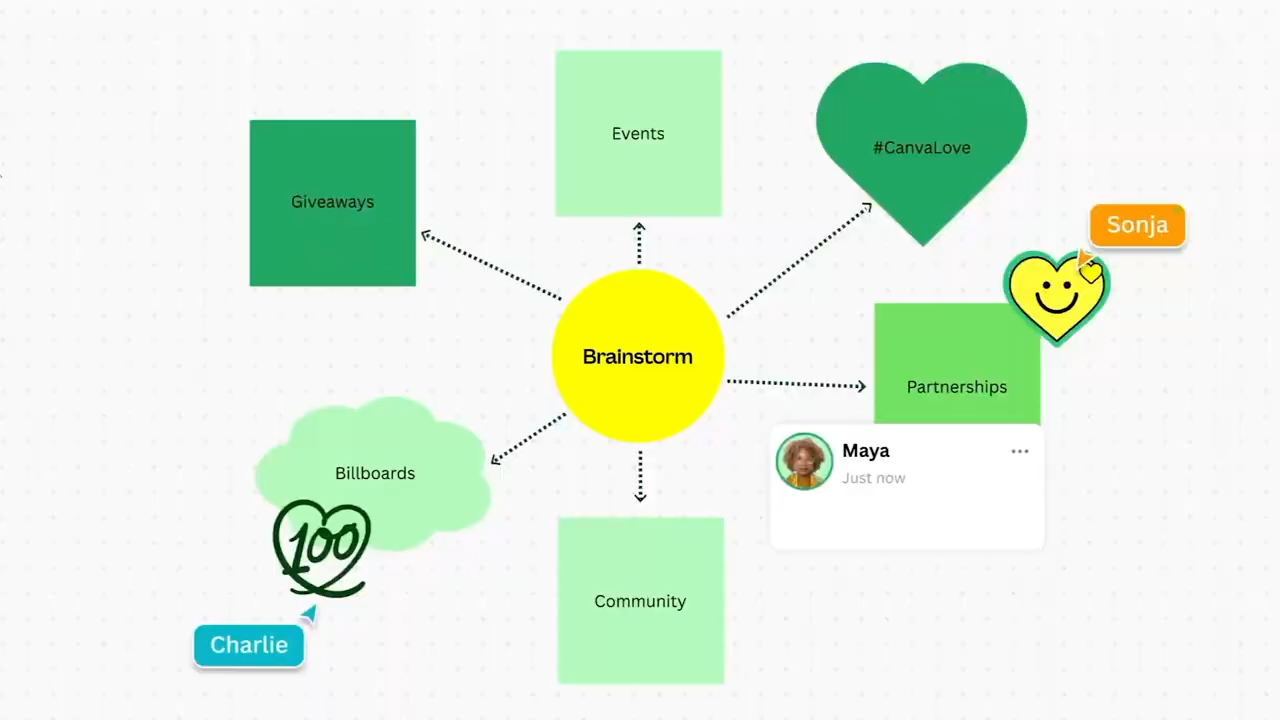 Events
#CanvaLove
Giveaways
Sonja
Brainstorm
Partnerships
Maya
Just now
Billboards
100
Community
Charlie